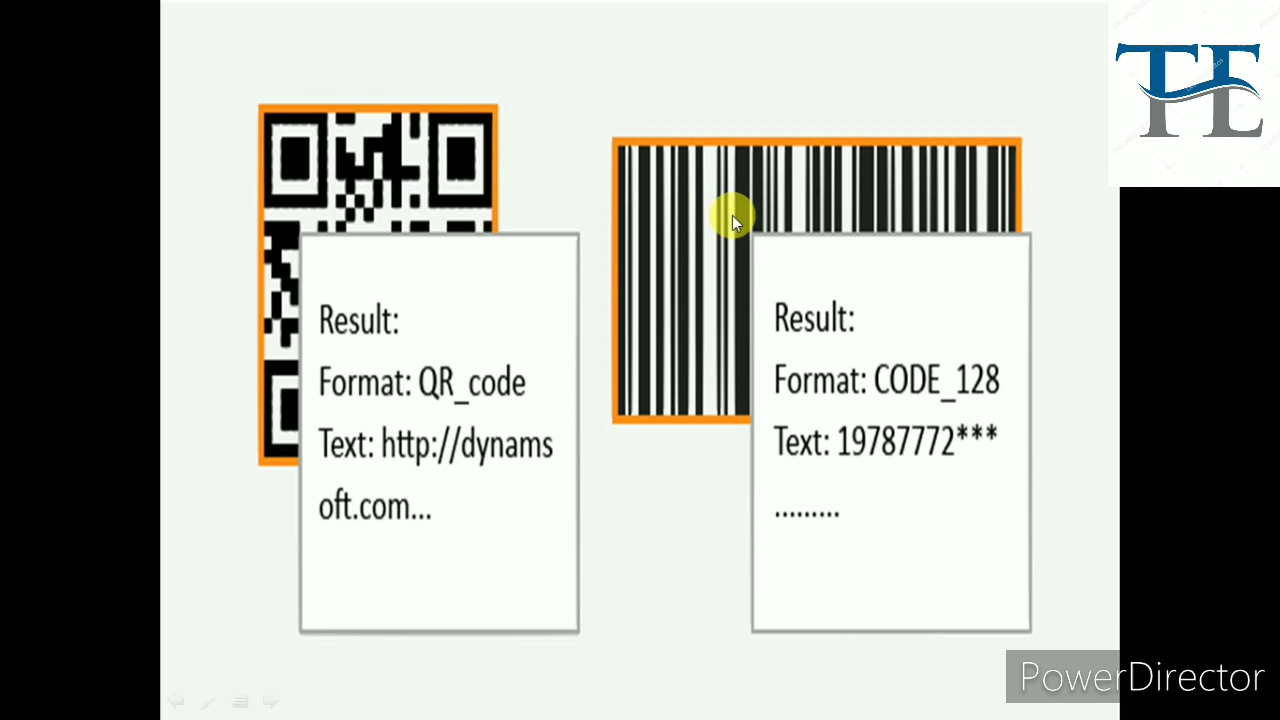 TE
Result:
Format: QR_code
Text: http://dynams
oft.com...
Result:
Format: CODE_128
Text: 19787772***
.........
PowerDirector